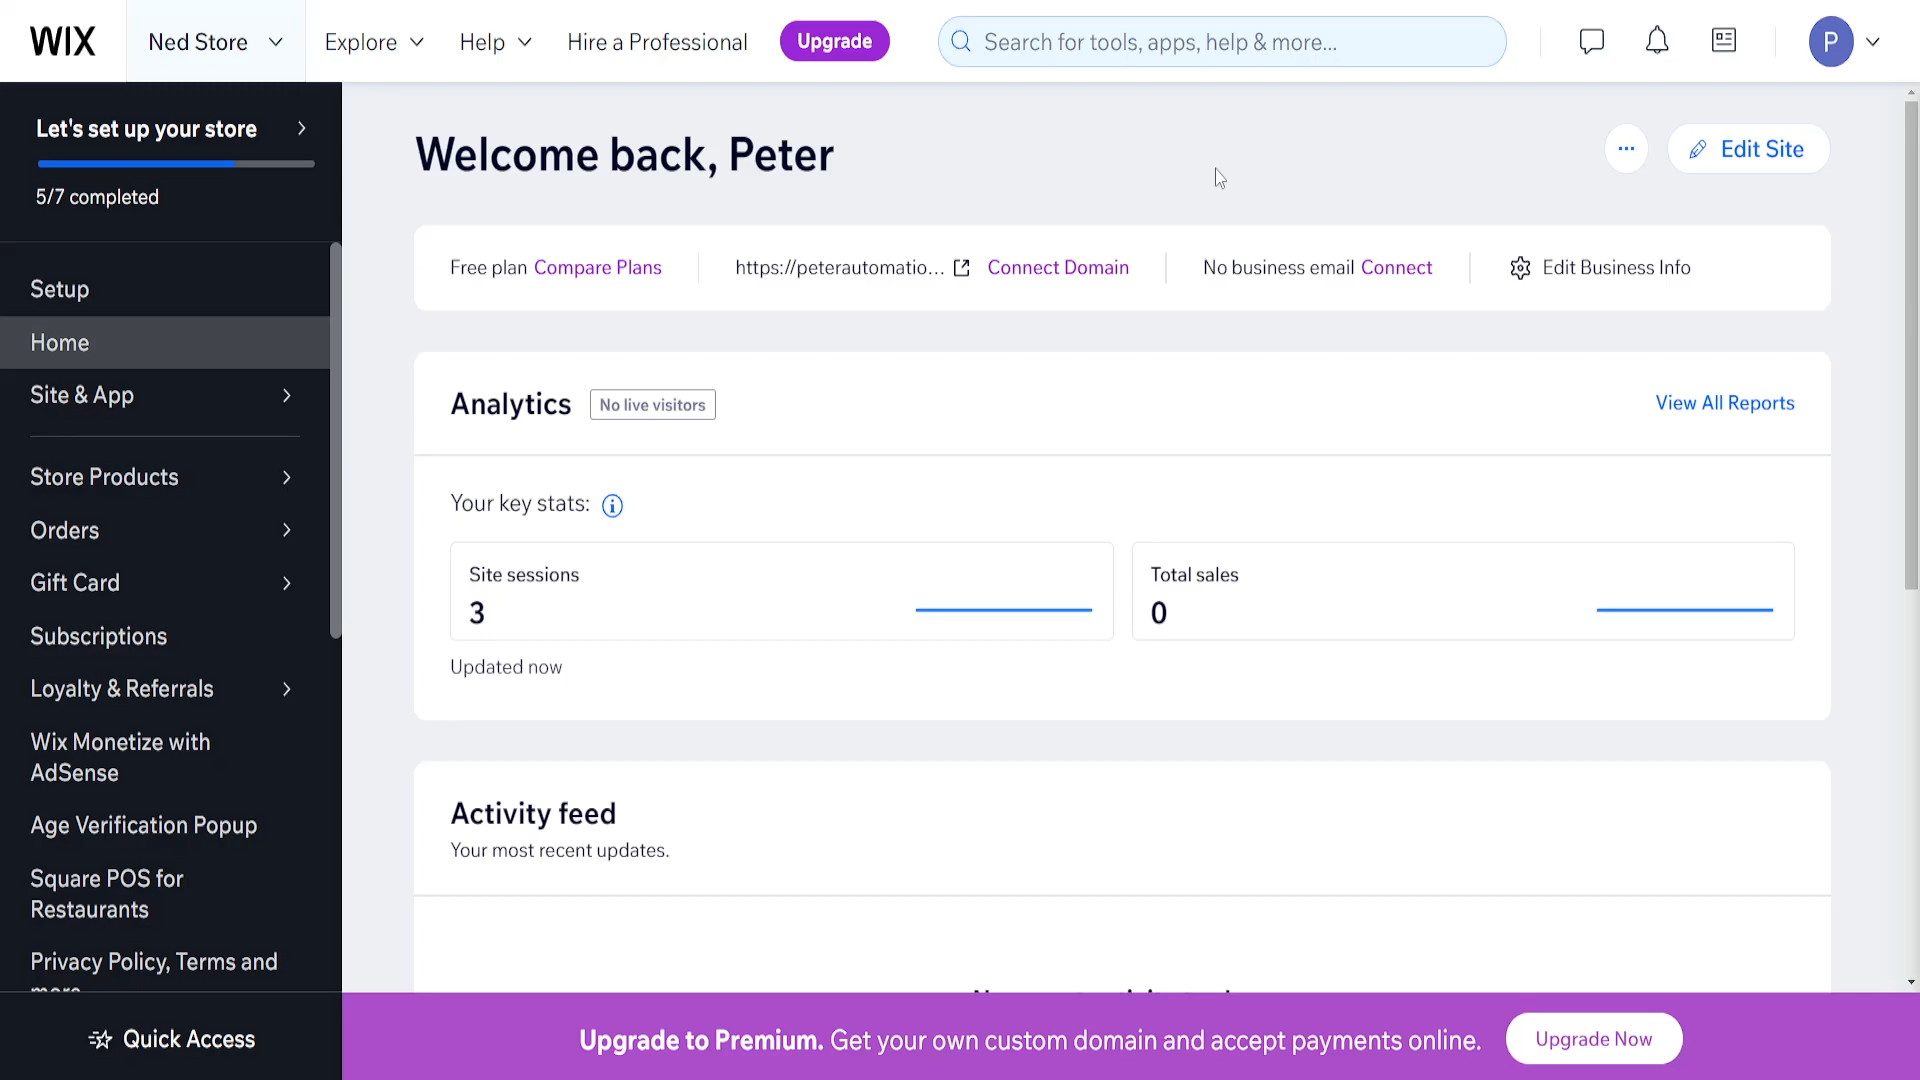 WIX
Ned Store
Explore
Help
Hire a Professional
Upgrade
Search for tools, apps, help & more...
P
Let's set up your store
5/7 completed
Setup
Home
Site & App
Store Products
Orders
Gift Card
Subscriptions
Loyalty & Referrals
Wix Monetize with
AdSense
Age Verification Popup
Square POS for
Restaurants
Privacy Policy, Terms and
more
Quick Access
Welcome back, Peter
Edit Site
Free plan Compare Plans
https://peterautomatio... Connect Domain
No business email Connect
Edit Business Info
Analytics
No live visitors
View All Reports
Your key stats:
Site sessions
3
Total sales
0
Updated now
Activity feed
Your most recent updates.
Upgrade to Premium. Get your own custom domain and accept payments online.
Upgrade Now